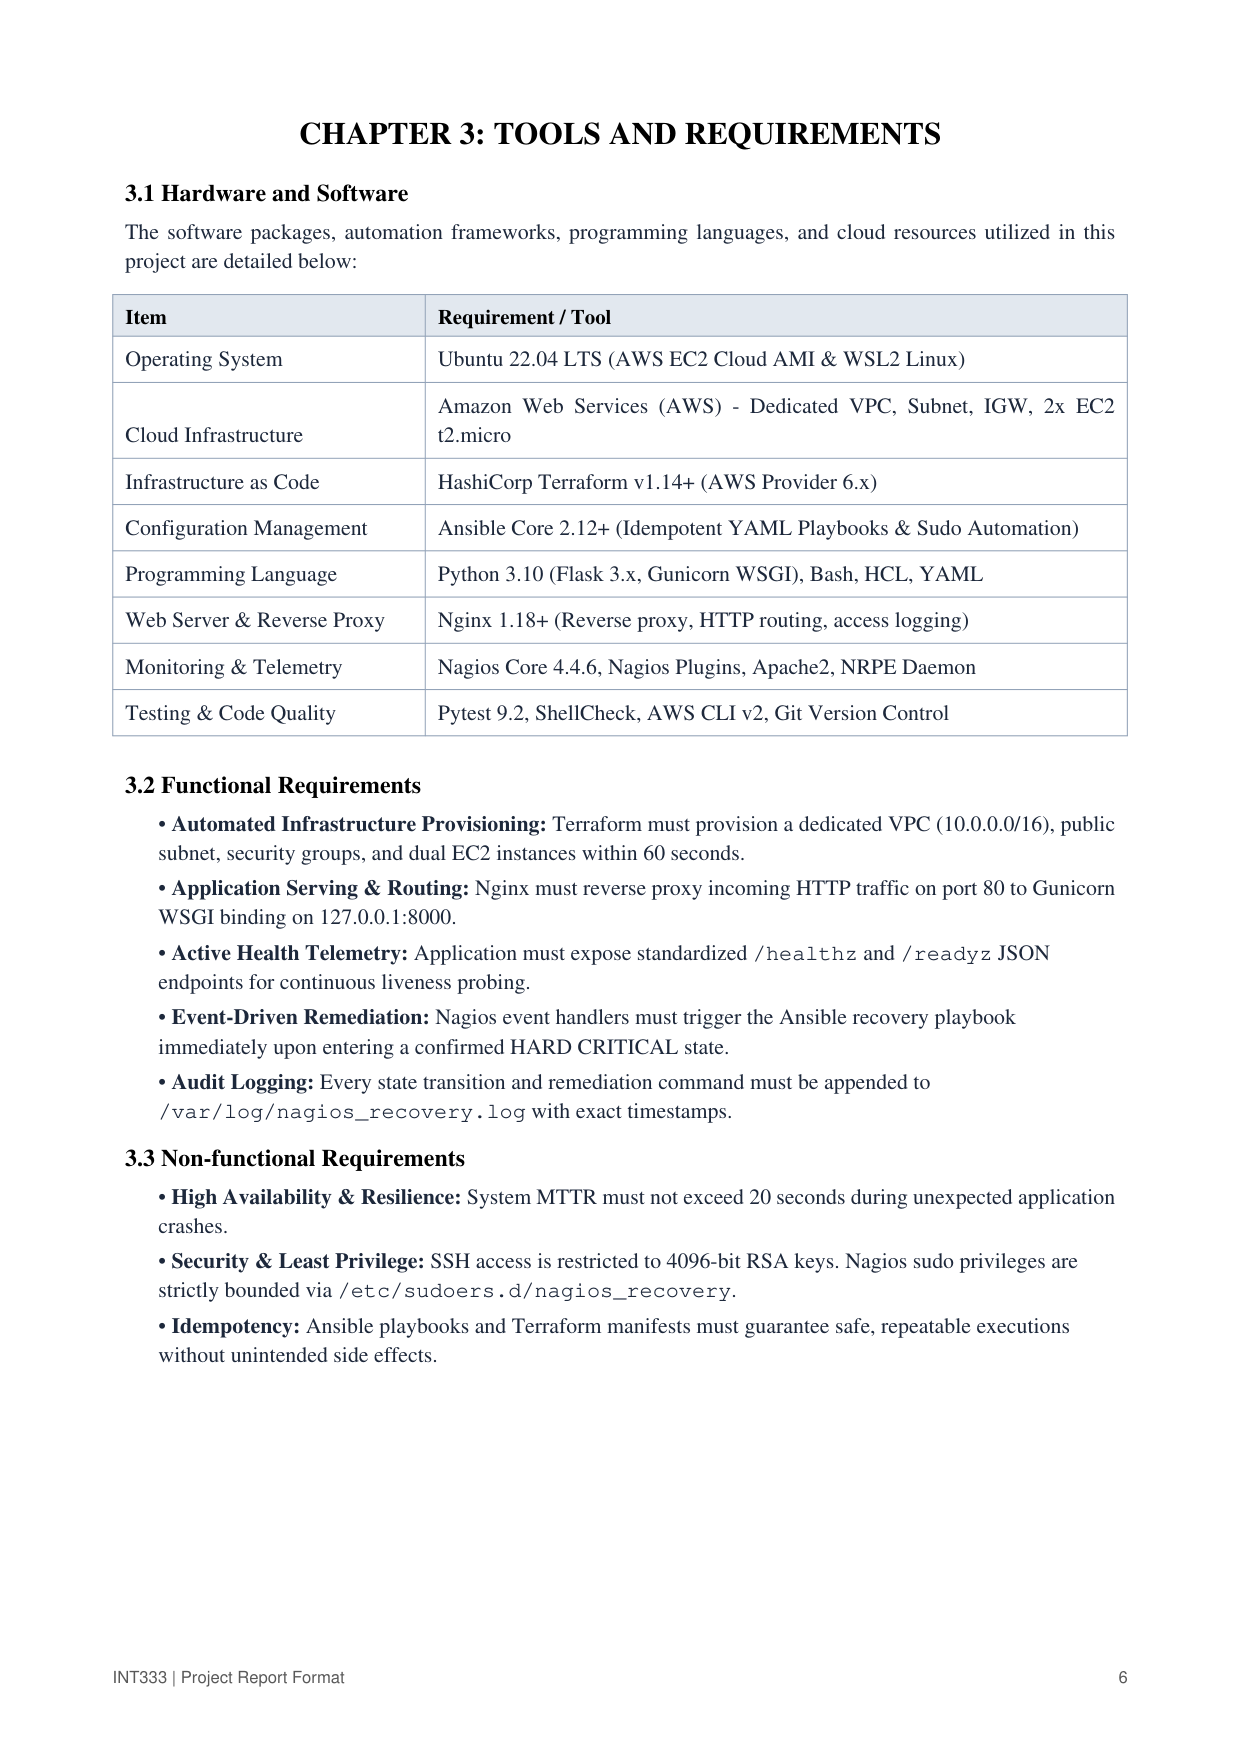 CHAPTER 3: TOOLS AND REQUIREMENTS
3.1 Hardware and Software
The software packages, automation frameworks, programming languages, and cloud resources utilized in this
project are detailed below:
Item Requirement / Tool
Operating System Ubuntu 22.04 LTS (AWS EC2 Cloud AMI & WSL2 Linux)
Amazon Web Services (AWS) - Dedicated VPC, Subnet, IGW, 2x EC2
Cloud Infrastructure t2.micro
Infrastructure as Code HashiCorp Terraform v1.14+ (AWS Provider 6.x)
Configuration Management Ansible Core 2.12+ (Idempotent YAML Playbooks & Sudo Automation)
Programming Language Python 3.10 (Flask 3.x, Gunicorn WSGI), Bash, HCL, YAML
Web Server & Reverse Proxy Nginx 1.18+ (Reverse proxy, HTTP routing, access logging)
Monitoring & Telemetry Nagios Core 4.4.6, Nagios Plugins, Apache2, NRPE Daemon
Testing & Code Quality Pytest 9.2, ShellCheck, AWS CLI v2, Git Version Control
3.2 Functional Requirements
• Automated Infrastructure Provisioning: Terraform must provision a dedicated VPC (10.0.0.0/16), public
subnet, security groups, and dual EC2 instances within 60 seconds.
• Application Serving & Routing: Nginx must reverse proxy incoming HTTP traffic on port 80 to Gunicorn
WSGI binding on 127.0.0.1:8000.
• Active Health Telemetry: Application must expose standardized /healthz and /readyz JSON
endpoints for continuous liveness probing.
• Event-Driven Remediation: Nagios event handlers must trigger the Ansible recovery playbook
immediately upon entering a confirmed HARD CRITICAL state.
• Audit Logging: Every state transition and remediation command must be appended to
/var/log/nagios_recovery.log with exact timestamps.
3.3 Non-functional Requirements
• High Availability & Resilience: System MTTR must not exceed 20 seconds during unexpected application
crashes.
• Security & Least Privilege: SSH access is restricted to 4096-bit RSA keys. Nagios sudo privileges are
strictly bounded via /etc/sudoers.d/nagios_recovery.
• Idempotency: Ansible playbooks and Terraform manifests must guarantee safe, repeatable executions
without unintended side effects.
INT333 | Project Report Format 6